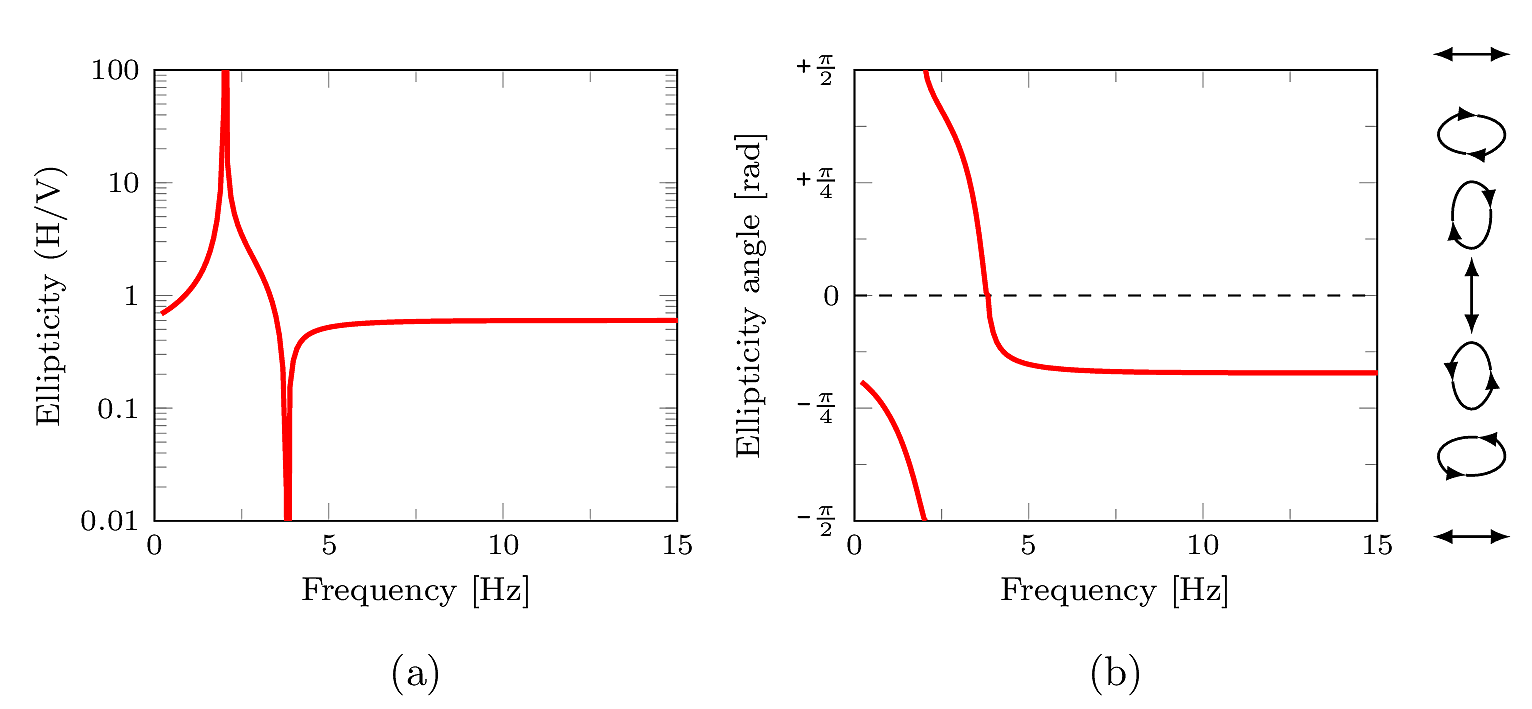 Ellipticity (H/V)
100
10
1
0.1
0.01
0 5 10 15
Frequency [Hz]
(a)
Ellipticity angle [rad]
+π/2
+π/4
0
-π/4
-π/2
0 5 10 15
Frequency [Hz]
(b)